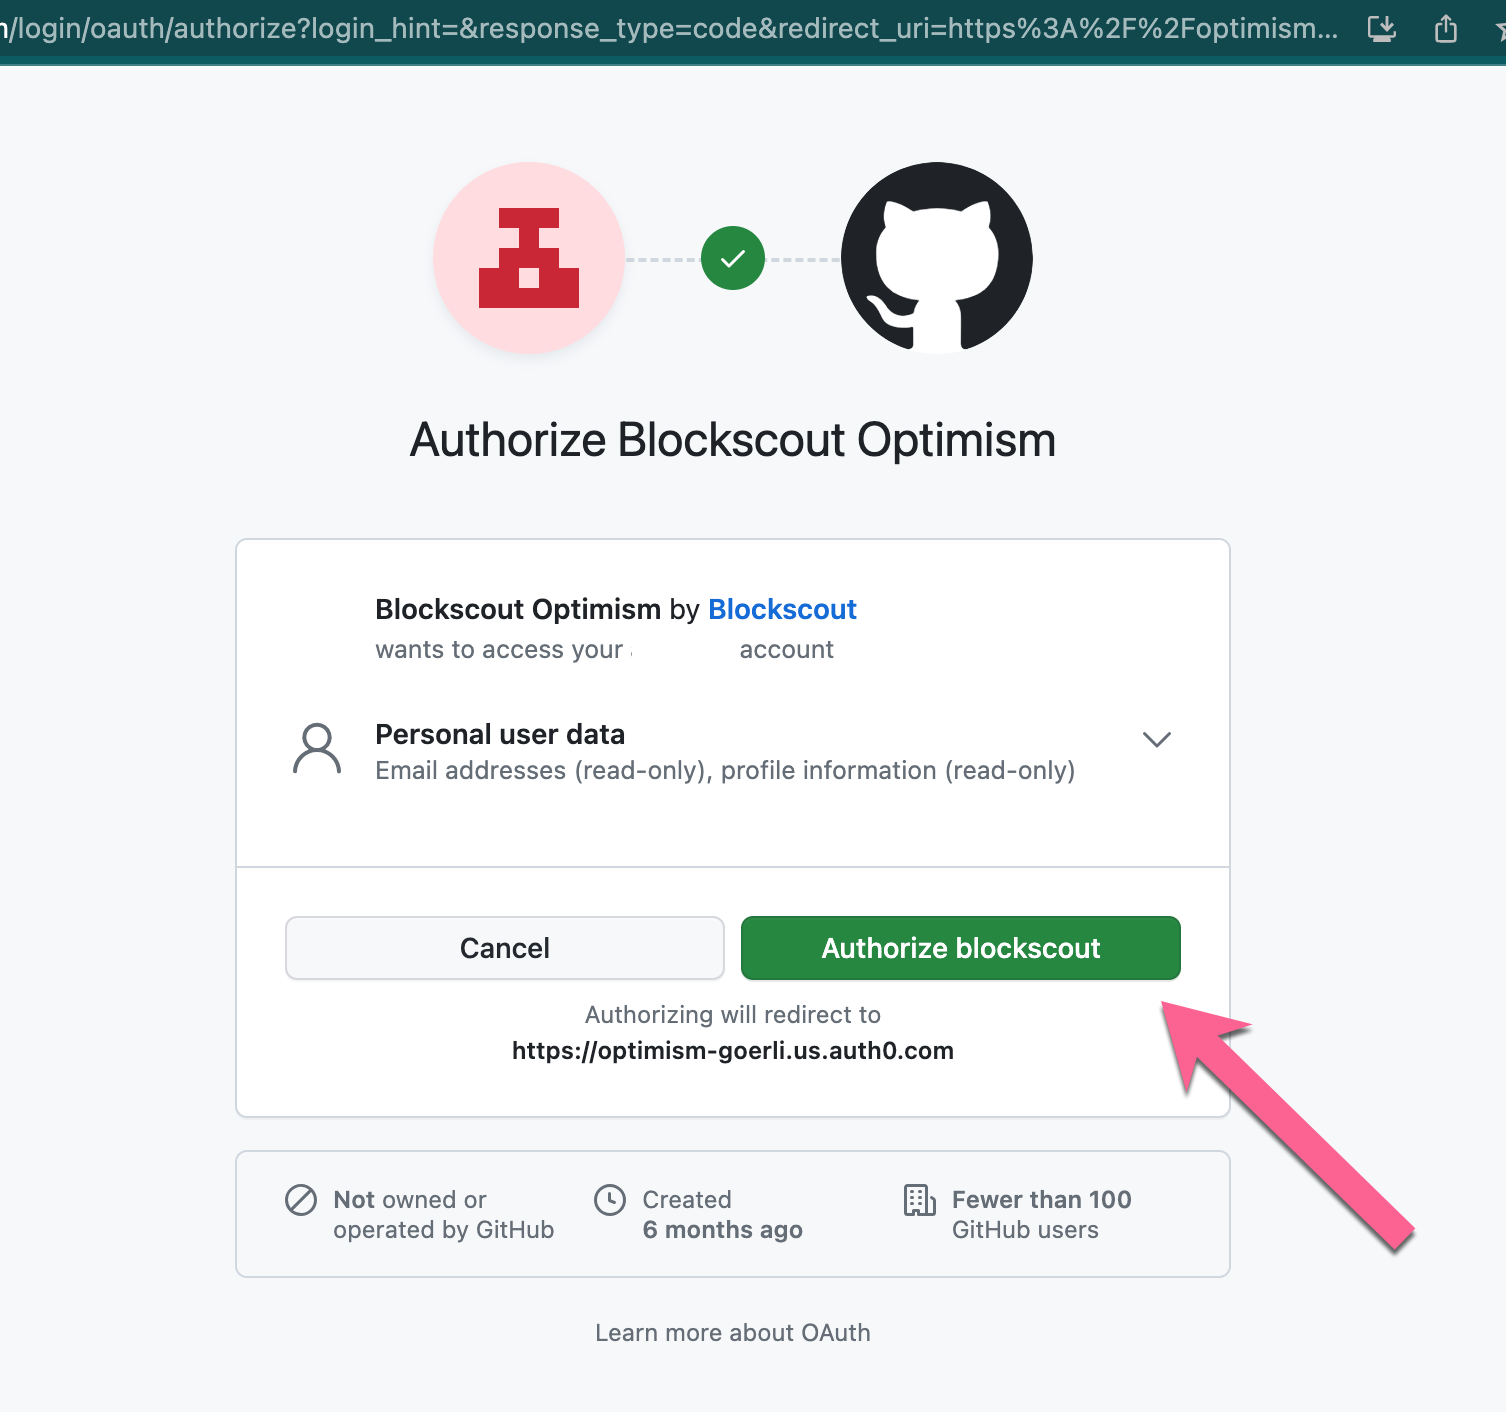 /login/oauth/authorize?login_hint=&response_type=code&redirect_uri=https%3A%2F%2Foptimism...
Authorize Blockscout Optimism
Blockscout Optimism by Blockscout
wants to access your account
Personal user data
Email addresses (read-only), profile information (read-only)
Cancel
Authorize blockscout
Authorizing will redirect to
https://optimism-goerli.us.auth0.com
Not owned or
operated by GitHub
Created
6 months ago
Fewer than 100
GitHub users
Learn more about OAuth